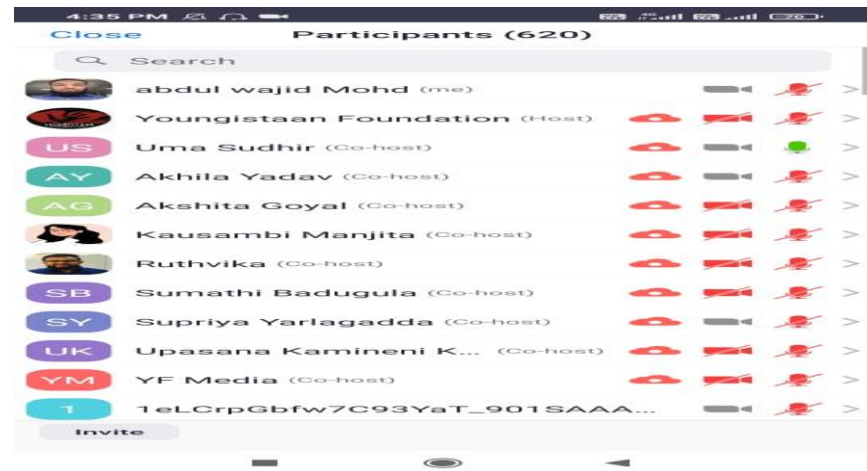 4:35 PM
Close Participants (620)
Search
abdul wajid Mohd (me)
Youngistaan Foundation (Host)
US Uma Sudhir (Co-host)
AY Akhila Yadav (Co-host)
AG Akshita Goyal (Co-host)
Kausambi Manjita (Co-host)
Ruthvika (Co-host)
SB Sumathi Badugula (Co-host)
SY Supriya Yarlagadda (Co-host)
UK Upasana Kamineni K... (Co-host)
YM YF Media (Co-host)
1 1eLCrpGbfw7C93YaT_901SAAA...
Invite